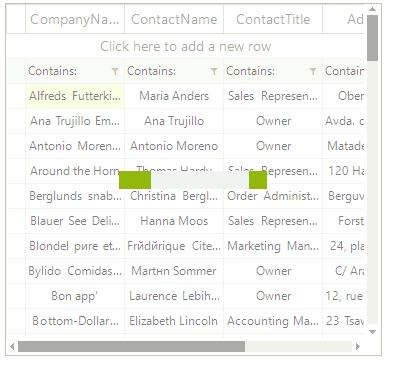 CompanyNa... ContactName ContactTitle Ad
Click here to add a new row
Contains: Contains: Contains: Contain
Alfreds Futterki... Maria Anders Sales Represen... Ober
Ana Trujillo Em... Ana Trujillo Owner Avda. c
Antonio Moren... Antonio Moreno Owner Matade
Around the Horn Thomas Hardy Sales Represen... 120 Ha
Berglunds snab... Christina Bergl... Order Administ... Berguv
Blauer See Deli... Hanna Moos Sales Represen... Forst
Blondel pиre et... Frйdйrique Cite... Marketing Man... 24, pla
Bylido Comidas... Martнn Sommer Owner C/ Ara
Bon app' Laurence Lebih... Owner 12, rue
Bottom-Dollar... Elizabeth Lincoln Accounting Ma... 23 Tsaw